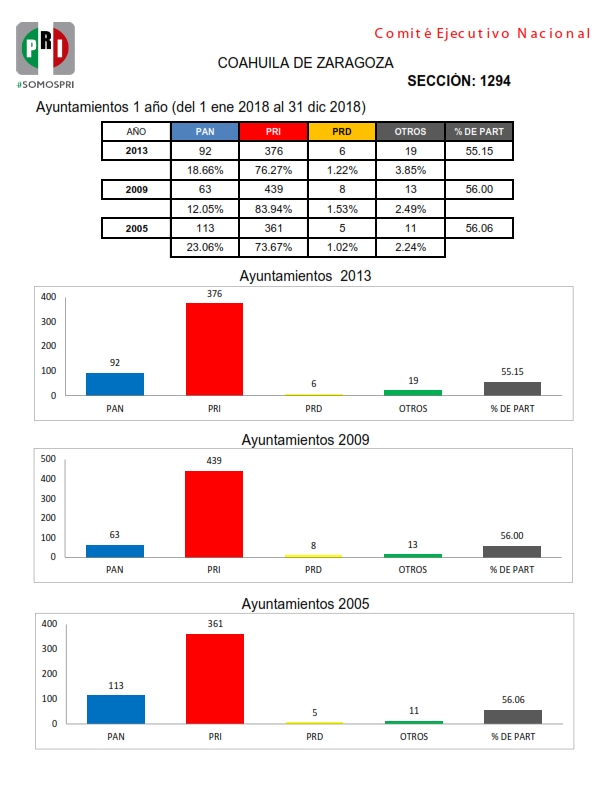 Comité Ejecutivo Nacional
PRI
#SOMOSPRI
COAHUILA DE ZARAGOZA
SECCIÓN: 1294
Ayuntamientos 1 año (del 1 ene 2018 al 31 dic 2018)
AÑO PAN PRI PRD OTROS % DE PART
2013 92 376 6 19 55.15
18.66% 76.27% 1.22% 3.85%
2009 63 439 8 13 56.00
12.05% 83.94% 1.53% 2.49%
2005 113 361 5 11 56.06
23.06% 73.67% 1.02% 2.24%
Ayuntamientos 2013
400
300
200
100
0
92 376 6 19 55.15
PAN PRI PRD OTROS % DE PART
Ayuntamientos 2009
500
400
300
200
100
0
63 439 8 13 56.00
PAN PRI PRD OTROS % DE PART
Ayuntamientos 2005
400
300
200
100
0
113 361 5 11 56.06
PAN PRI PRD OTROS % DE PART